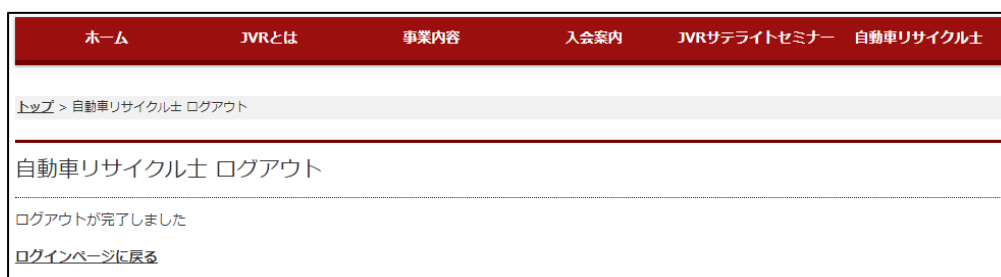 ホーム JVRとは 事業内容 入会案内 JVRサテライトセミナー 自動車リサイクル士
トップ > 自動車リサイクル士 ログアウト
自動車リサイクル士 ログアウト
ログアウトが完了しました
ログインページに戻る